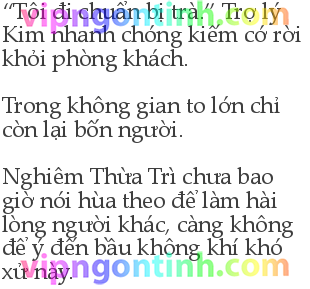 “Tôi đi chuẩn bị trà.” Trợ lý
Kim nhanh chóng kiếm cớ rời
khỏi phòng khách.
Trong không gian to lớn chỉ
còn lại bốn người.
Nghiêm Thừa Trì chưa bao
giờ nói hùa theo để làm hài
lòng người khác, càng không
để ý đến bầu không khí khó
xử này.
vipngontinh.com
vipngontinh.com